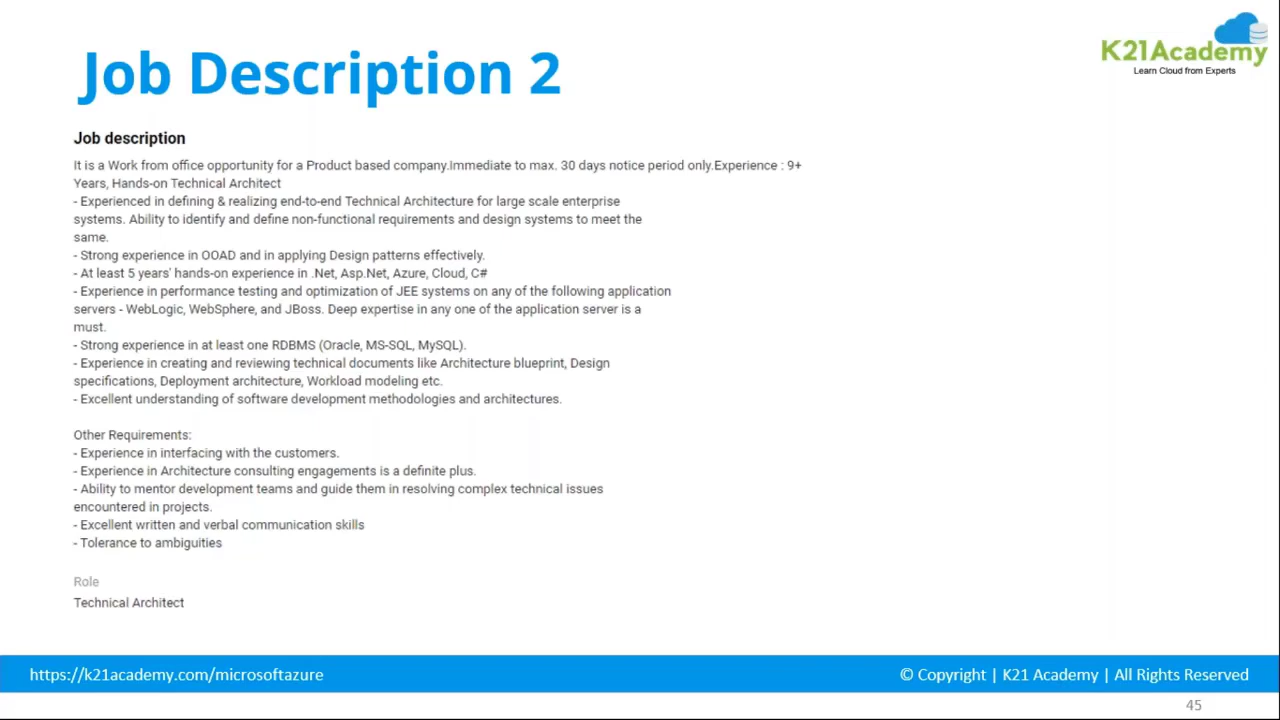 K21Academy
Learn Cloud from Experts
Job Description 2
Job description
It is a Work from office opportunity for a Product based company.Immediate to max. 30 days notice period only.Experience : 9+
Years, Hands-on Technical Architect
- Experienced in defining & realizing end-to-end Technical Architecture for large scale enterprise
systems. Ability to identify and define non-functional requirements and design systems to meet the
same.
- Strong experience in OOAD and in applying Design patterns effectively.
- At least 5 years' hands-on experience in .Net, Asp.Net, Azure, Cloud, C#
- Experience in performance testing and optimization of JEE systems on any of the following application
servers - WebLogic, WebSphere, and JBoss. Deep expertise in any one of the application server is a
must.
- Strong experience in at least one RDBMS (Oracle, MS-SQL, MySQL).
- Experience in creating and reviewing technical documents like Architecture blueprint, Design
specifications, Deployment architecture, Workload modeling etc.
- Excellent understanding of software development methodologies and architectures.
Other Requirements:
- Experience in interfacing with the customers.
- Experience in Architecture consulting engagements is a definite plus.
- Ability to mentor development teams and guide them in resolving complex technical issues
encountered in projects.
- Excellent written and verbal communication skills
- Tolerance to ambiguities
Role
Technical Architect
https://k21academy.com/microsoftazure
© Copyright | K21 Academy | All Rights Reserved
45